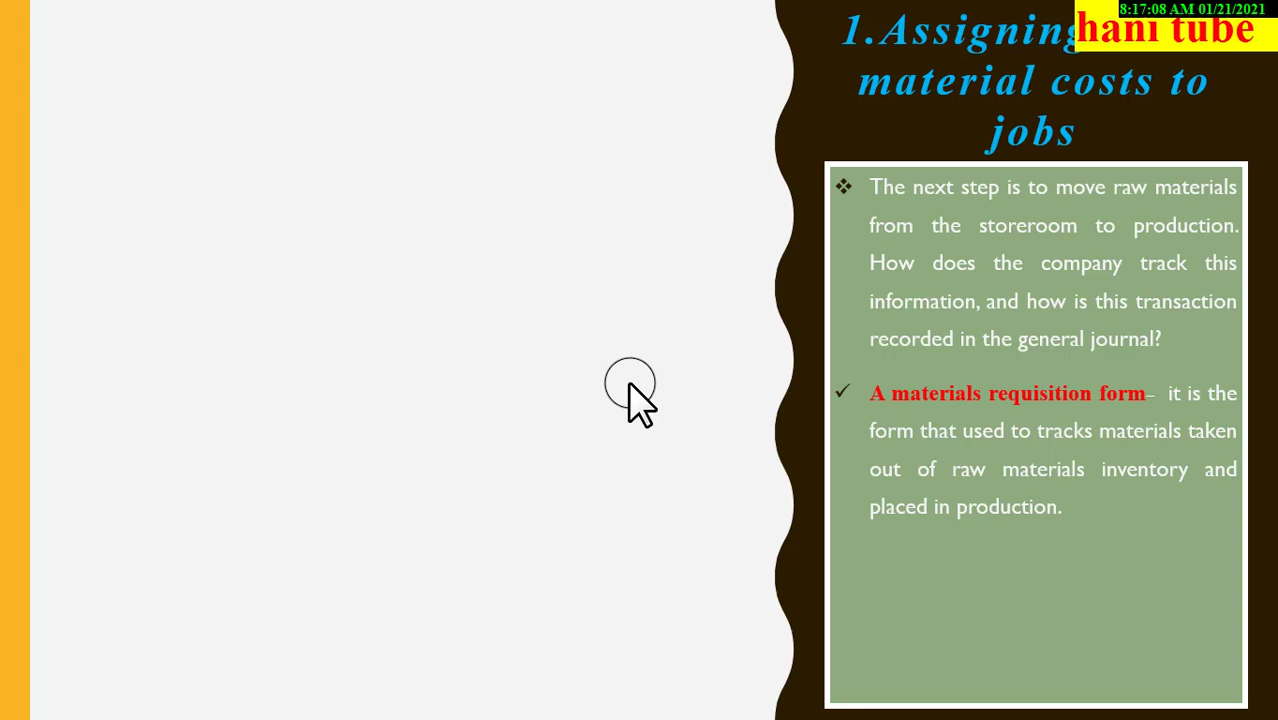 8:17:08 AM 01/21/2021
hani tube
1.Assigning
material costs to
jobs
The next step is to move raw materials
from the storeroom to production.
How does the company track this
information, and how is this transaction
recorded in the general journal?
A materials requisition form– it is the
form that used to tracks materials taken
out of raw materials inventory and
placed in production.